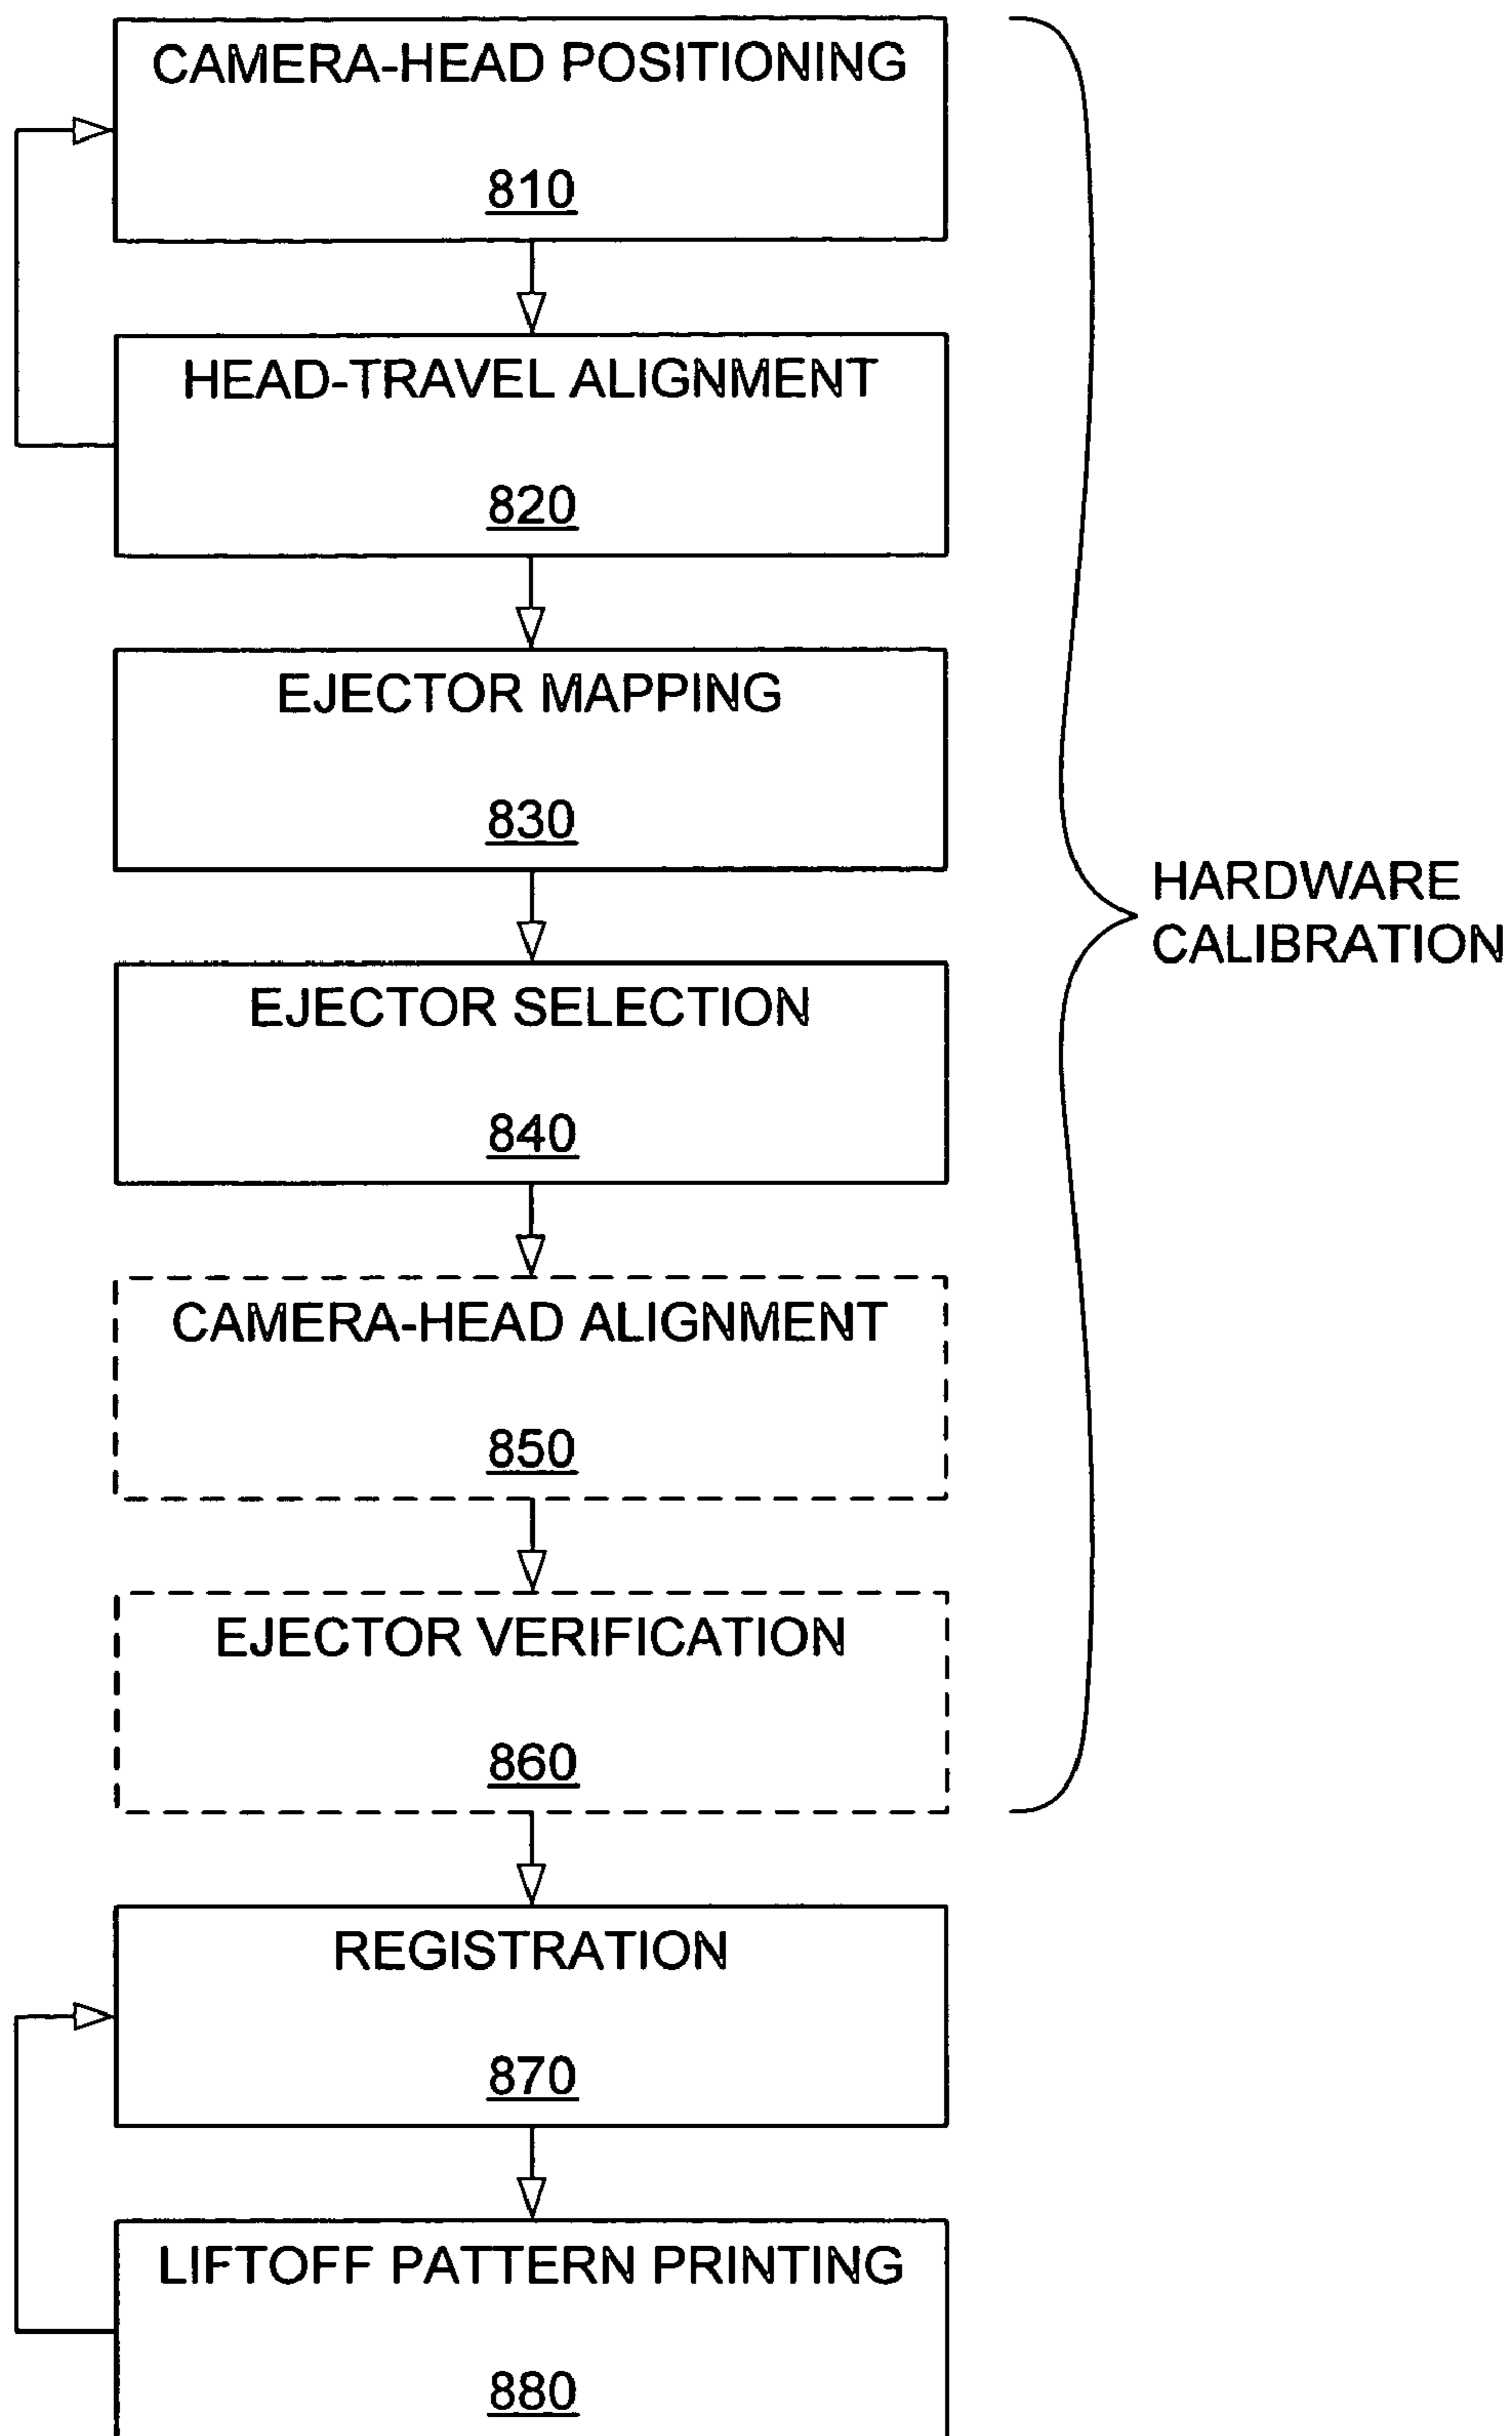 CAMERA-HEAD POSITIONING
810
HEAD-TRAVEL ALIGNMENT
820
EJECTOR MAPPING
830
HARDWARE
CALIBRATION
EJECTOR SELECTION
840
CAMERA-HEAD ALIGNMENT
850
EJECTOR VERIFICATION
860
REGISTRATION
870
LIFTOFF PATTERN PRINTING
880